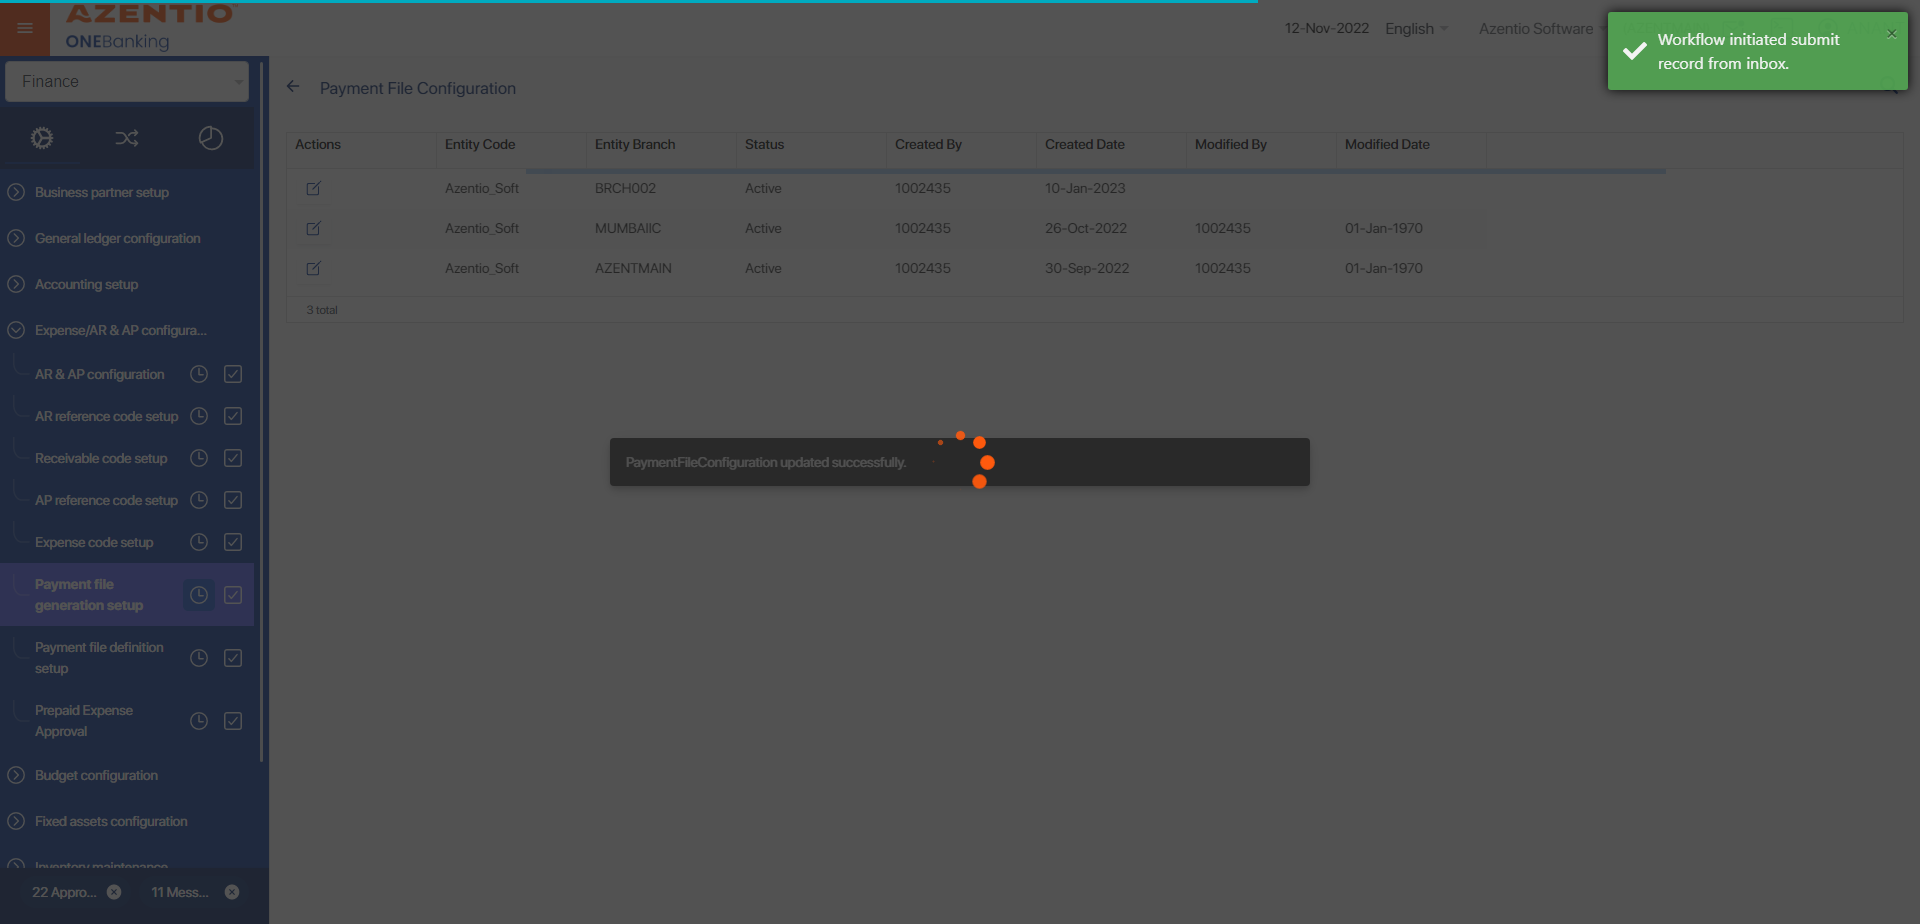 AZENTIO
ONEBanking
12-Nov-2022 English Azentio Software
Workflow initiated submit
record from inbox.
Finance
Payment File Configuration
Actions Entity Code Entity Branch Status Created By Created Date Modified By Modified Date
Azentio_Soft BRCH002 Active 1002435 10-Jan-2023
Azentio_Soft MUMBAIIC Active 1002435 26-Oct-2022 1002435 01-Jan-1970
Azentio_Soft AZENTMAIN Active 1002435 30-Sep-2022 1002435 01-Jan-1970
3 total
Business partner setup
General ledger configuration
Accounting setup
Expense/AR & AP configura...
AR & AP configuration
AR reference code setup
Receivable code setup
AP reference code setup
Expense code setup
Payment file
generation setup
Payment file definition
setup
Prepaid Expense
Approval
Budget configuration
Fixed assets configuration
Inventory maintenance
22 Appro... 11 Mess...
PaymentFileConfiguration updated successfully.